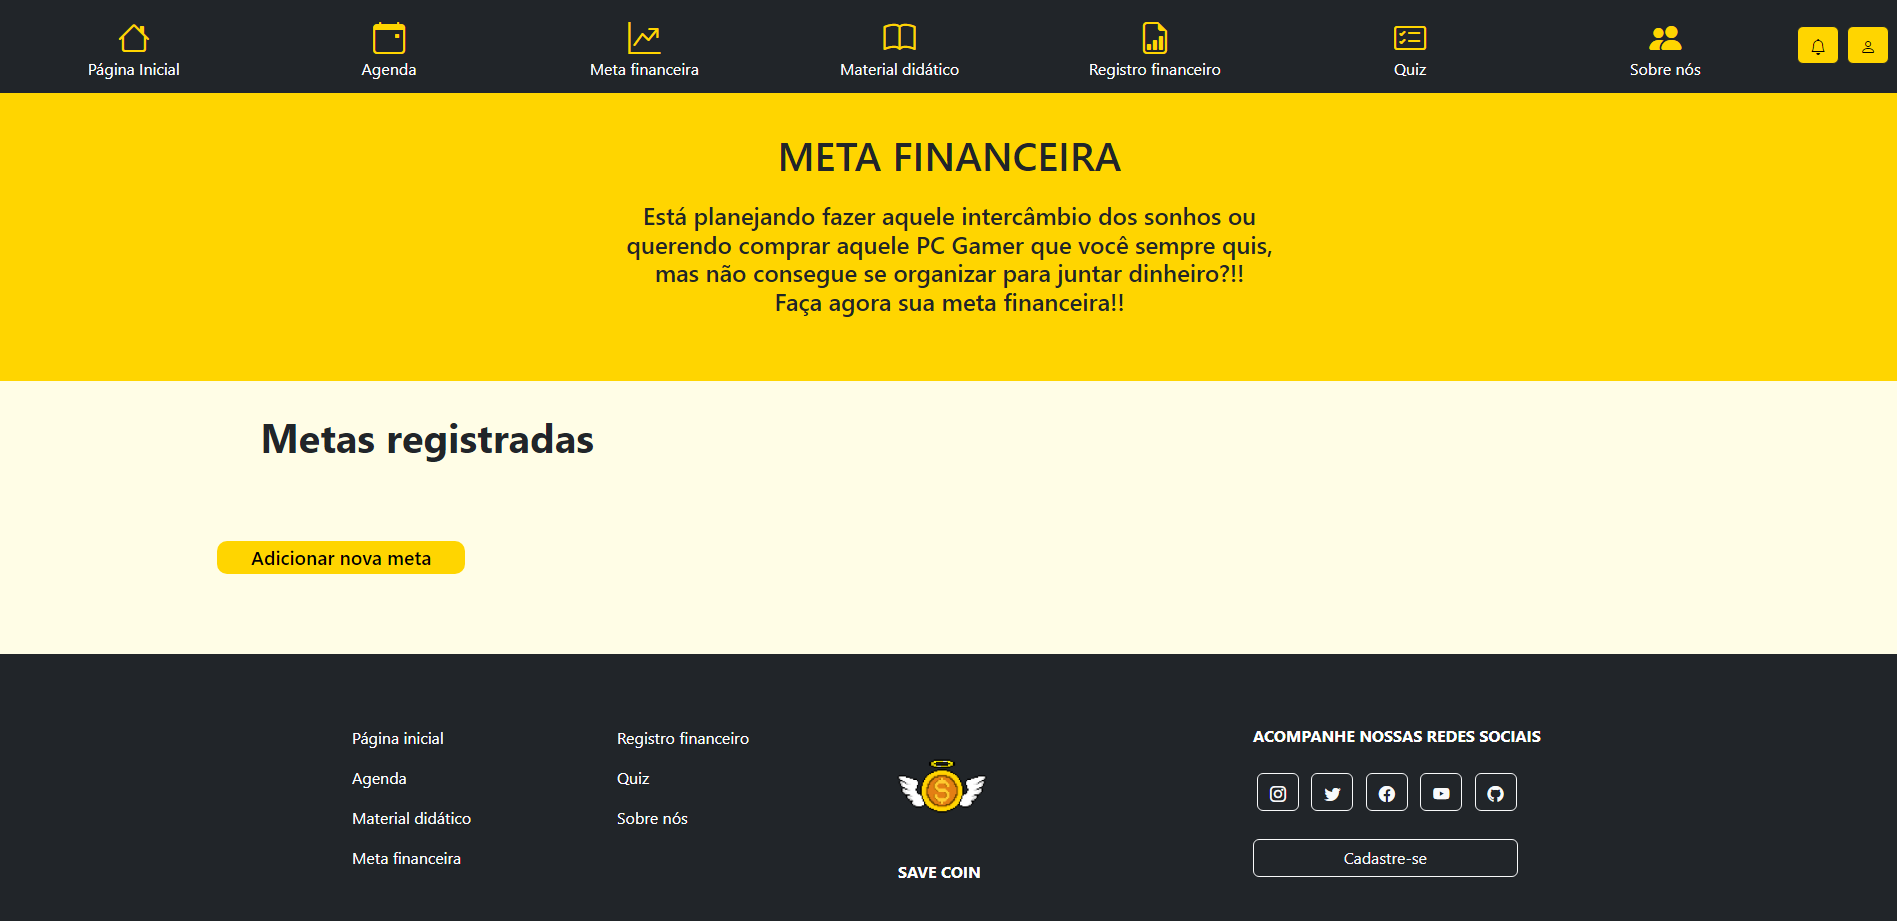 Página Inicial
Agenda
Meta financeira
Material didático
Registro financeiro
Quiz
Sobre nós
META FINANCEIRA
Está planejando fazer aquele intercâmbio dos sonhos ou
querendo comprar aquele PC Gamer que você sempre quis,
mas não consegue se organizar para juntar dinheiro?!!
Faça agora sua meta financeira!!
Metas registradas
Adicionar nova meta
Página inicial
Agenda
Material didático
Meta financeira
Registro financeiro
Quiz
Sobre nós
$
SAVE COIN
ACOMPANHE NOSSAS REDES SOCIAIS
Cadastre-se